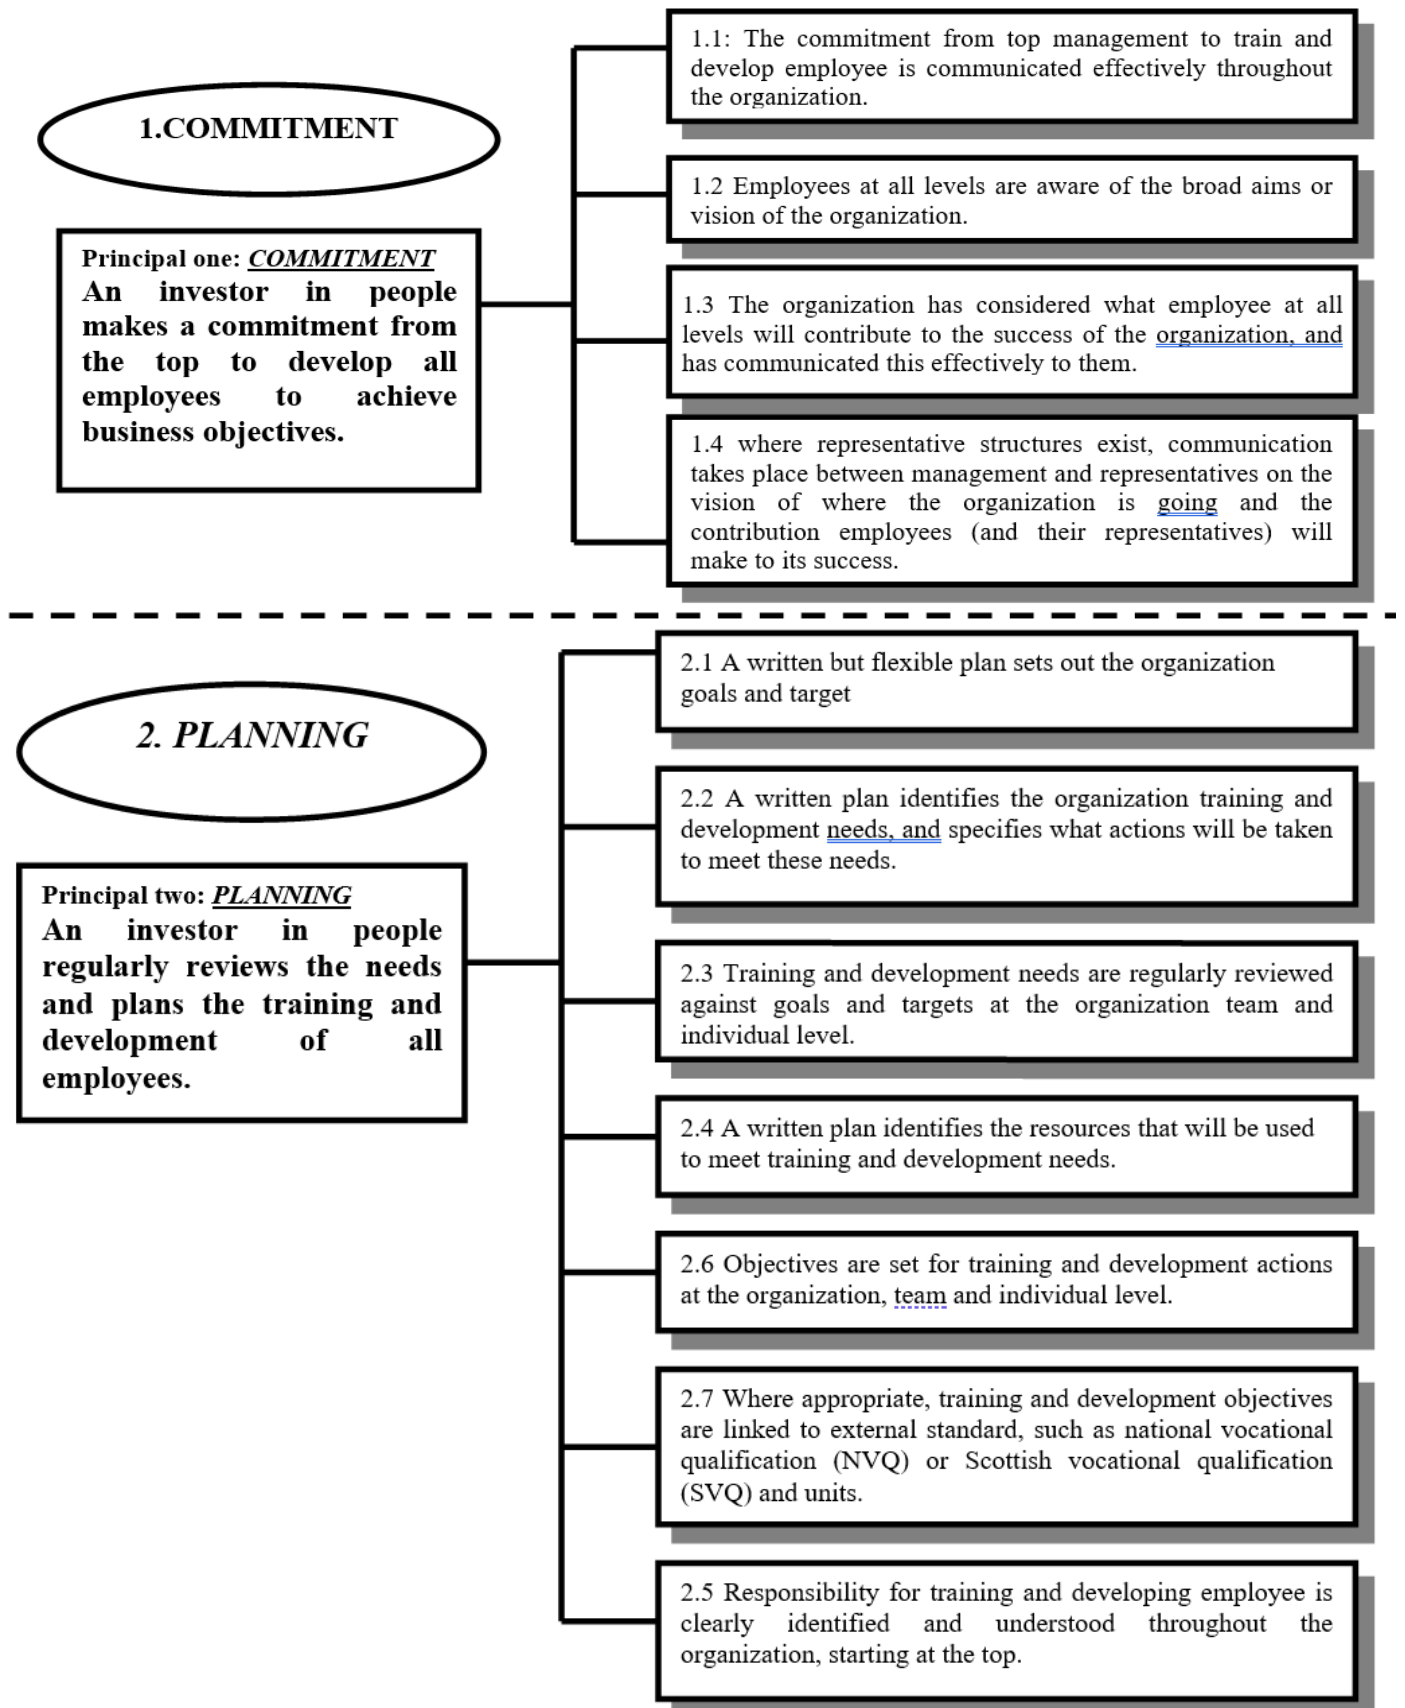 1.COMMITMENT
Principal one: COMMITMENT
An investor in people
makes a commitment from
the top to develop all
employees to achieve
business objectives.
1.1: The commitment from top management to train and
develop employee is communicated effectively throughout
the organization.
1.2 Employees at all levels are aware of the broad aims or
vision of the organization.
1.3 The organization has considered what employee at all
levels will contribute to the success of the organization, and
has communicated this effectively to them.
1.4 where representative structures exist, communication
takes place between management and representatives on the
vision of where the organization is going and the
contribution employees (and their representatives) will
make to its success.
2. PLANNING
Principal two: PLANNING
An investor in people
regularly reviews the needs
and plans the training and
development of all
employees.
2.1 A written but flexible plan sets out the organization
goals and target
2.2 A written plan identifies the organization training and
development needs, and specifies what actions will be taken
to meet these needs.
2.3 Training and development needs are regularly reviewed
against goals and targets at the organization team and
individual level.
2.4 A written plan identifies the resources that will be used
to meet training and development needs.
2.6 Objectives are set for training and development actions
at the organization, team and individual level.
2.7 Where appropriate, training and development objectives
are linked to external standard, such as national vocational
qualification (NVQ) or Scottish vocational qualification
(SVQ) and units.
2.5 Responsibility for training and developing employee is
clearly identified and understood throughout the
organization, starting at the top.